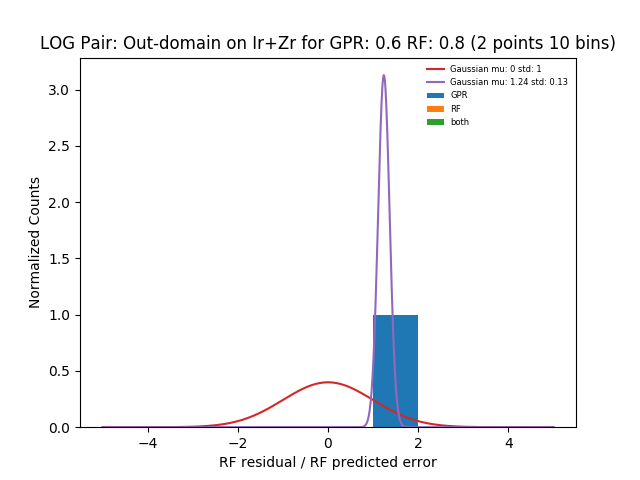 LOG Pair: Out-domain on Ir+Zr for GPR: 0.6 RF: 0.8 (2 points 10 bins)
Gaussian mu: 0 std: 1
Gaussian mu: 1.24 std: 0.13
GPR
RF
both
Normalized Counts
3.0
2.5
2.0
1.5
1.0
0.5
0.0
−4
−2
0
2
4
RF residual / RF predicted error